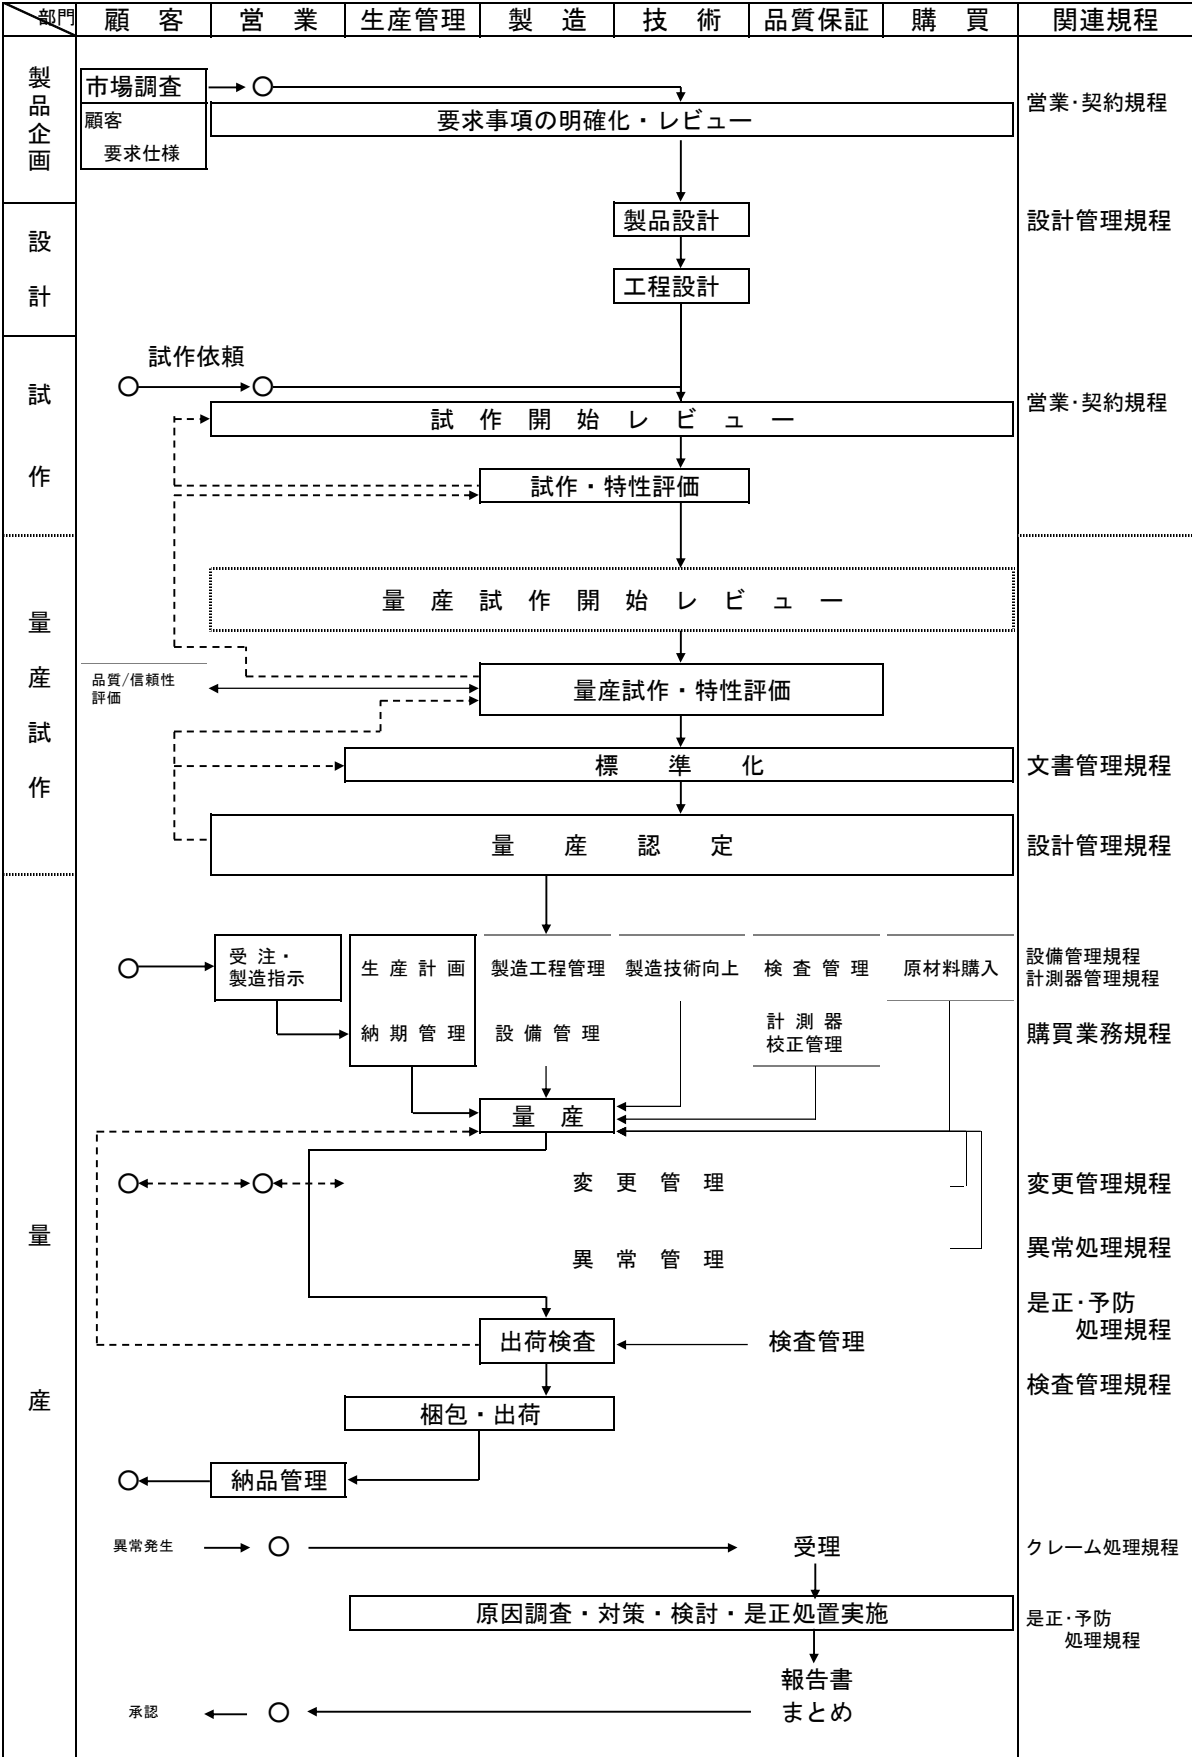 部門 顧 客 営 業 生産管理 製 造 技 術 品質保証 購 買 関連規程
製品企画
市場調査
営業･契約規程
顧客
要求事項の明確化・レビュー
要求仕様
設計
製品設計
設計管理規程
工程設計
試作
試作依頼
営業･契約規程
試 作 開 始 レ ビ ュ ー
試作・特性評価
量産試作
量 産 試 作 開 始 レ ビ ュ ー
品質/信頼性
評価
量産試作・特性評価
標 準 化
文書管理規程
量 産 認 定
設計管理規程
量産
受 注・
製造指示
生 産 計 画
製造工程管理
製造技術向上
検 査 管 理
原材料購入
設備管理規程
計測器管理規程
納 期 管 理
設 備 管 理
計 測 器
校正管理
購買業務規程
量 産
変 更 管 理
変更管理規程
異 常 管 理
異常処理規程
是正･予防
処理規程
出荷検査
検査管理
検査管理規程
梱包・出荷
納品管理
異常発生
受理
クレーム処理規程
原因調査・対策・検討・是正処置実施
是正･予防
処理規程
報告書
まとめ
承認